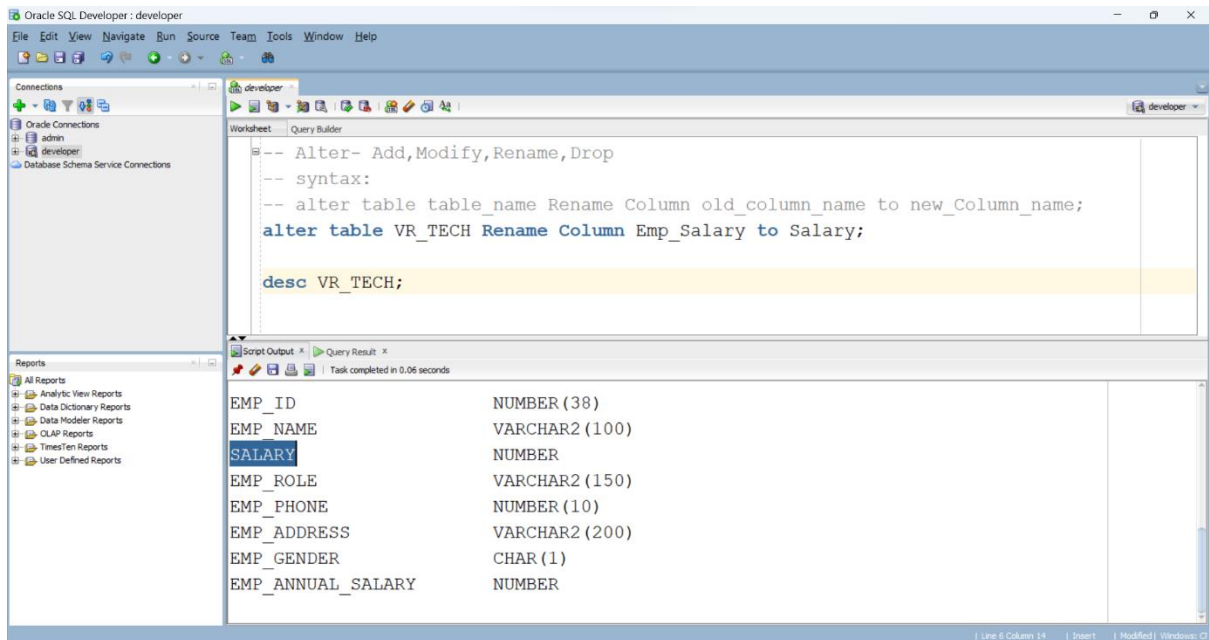 Oracle SQL Developer : developer
File Edit View Navigate Run Source Team Tools Window Help
Connections
Oracle Connections
admin
developer
Database Schema Service Connections
developer
developer
Worksheet Query Builder
-- Alter- Add,Modify,Rename,Drop
-- syntax:
-- alter table table_name Rename Column old_column_name to new_Column_name;
alter table VR_TECH Rename Column Emp_Salary to Salary;
desc VR_TECH;
Reports
All Reports
Analytic View Reports
Data Dictionary Reports
Data Modeler Reports
OLAP Reports
TimesTen Reports
User Defined Reports
Script Output x Query Result x
Task completed in 0.06 seconds
EMP_ID NUMBER(38)
EMP_NAME VARCHAR2(100)
SALARY NUMBER
EMP_ROLE VARCHAR2(150)
EMP_PHONE NUMBER(10)
EMP_ADDRESS VARCHAR2(200)
EMP_GENDER CHAR(1)
EMP_ANNUAL_SALARY NUMBER
Line 6 Column 14 | Insert | Modified | Windows: C